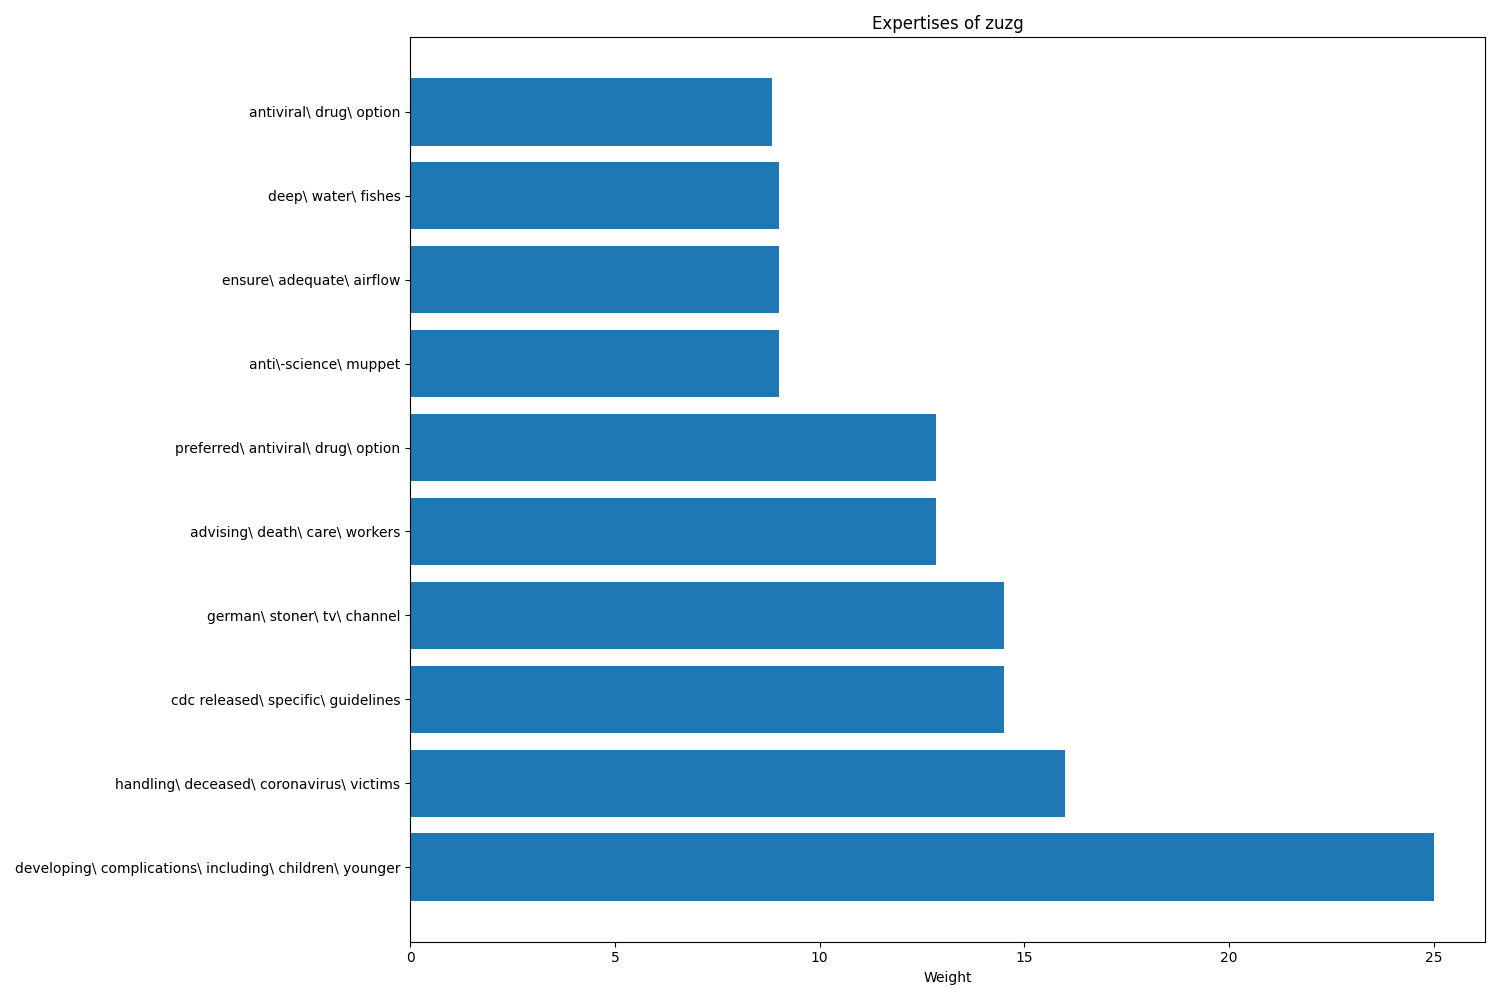 Expertises of zuzg
antiviral\ drug\ option
deep\ water\ fishes
ensure\ adequate\ airflow
anti\-science\ muppet
preferred\ antiviral\ drug\ option
advising\ death\ care\ workers
german\ stoner\ tv\ channel
cdc released\ specific\ guidelines
handling\ deceased\ coronavirus\ victims
developing\ complications\ including\ children\ younger
0 5 10 15 20 25
Weight